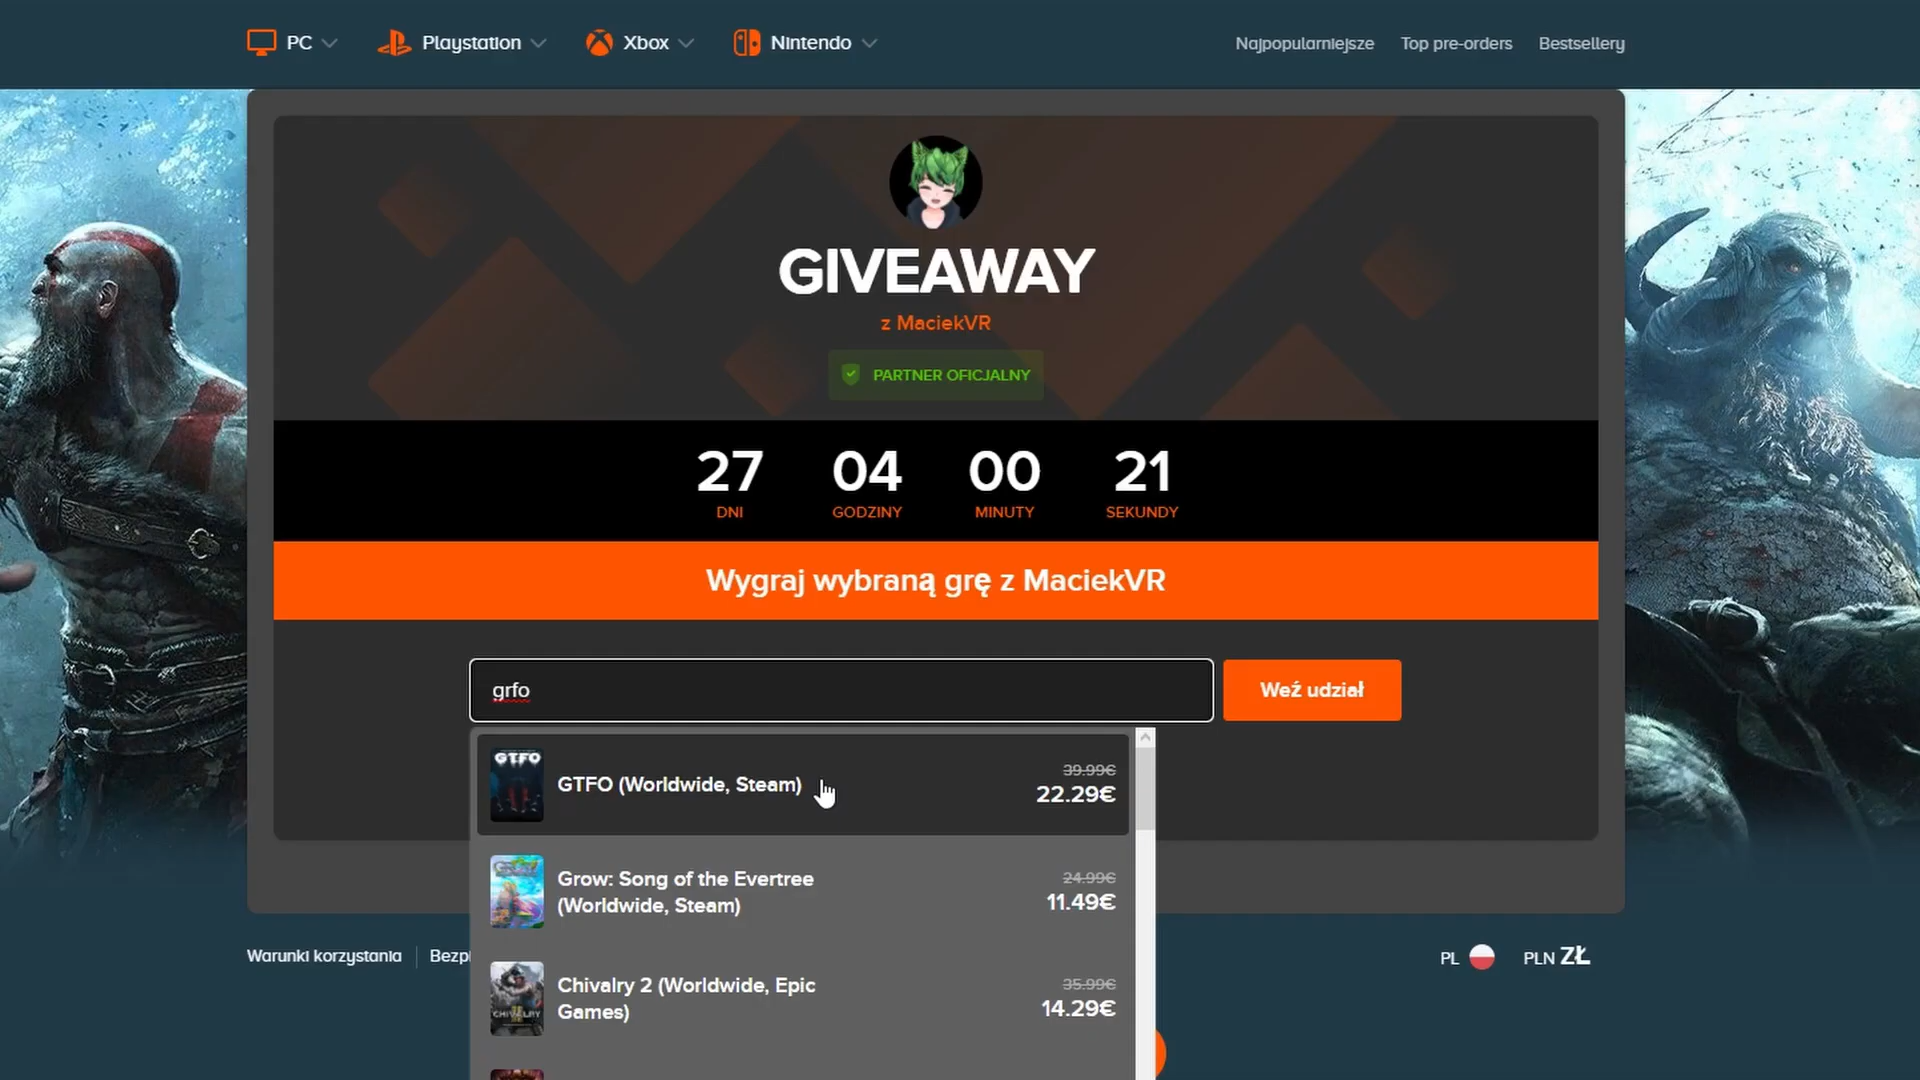 PC
Playstation
Xbox
Nintendo
Najpopularniejsze
Top pre-orders
Bestsellery
GIVEAWAY
z MaciekVR
PARTNER OFICJALNY
27 04 00 21
DNI GODZINY MINUTY SEKUNDY
Wygraj wybraną grę z MaciekVR
grfo
Weź udział
GTFO
GTFO (Worldwide, Steam)
39.99€
22.29€
Grow: Song of the Evertree
(Worldwide, Steam)
24.99€
11.49€
Chivalry 2 (Worldwide, Epic
Games)
35.99€
14.29€
CHIVALRY
Warunki korzystania
PL
PLN ZŁ